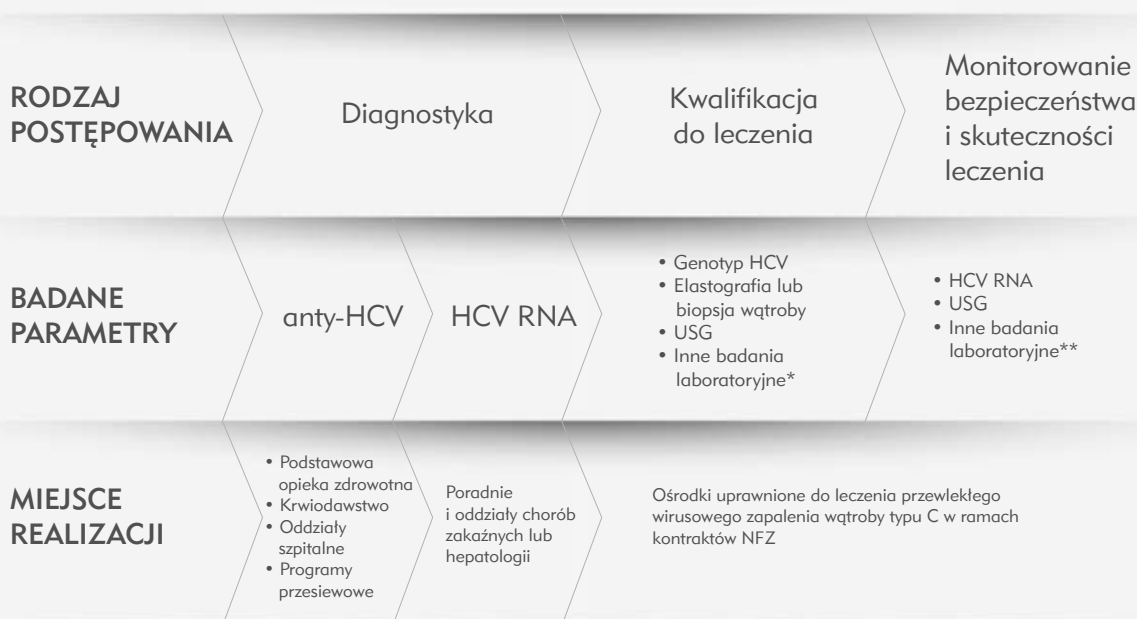 RODZAJ
POSTĘPOWANIA
Diagnostyka
Kwalifikacja
do leczenia
Monitorowanie
bezpieczeństwa
i skuteczności
leczenia
BADANE
PARAMETRY
anty-HCV
HCV RNA
• Genotyp HCV
• Elastografia lub
biopsja wątroby
• USG
• Inne badania
laboratoryjne*
• HCV RNA
• USG
• Inne badania
laboratoryjne**
MIEJSCE
REALIZACJI
• Podstawowa
opieka zdrowotna
• Krwiodawstwo
• Oddziały
szpitalne
• Programy
przesiewowe
Poradnie
i oddziały chorób
zakaźnych lub
hepatologii
Ośrodki uprawnione do leczenia przewlekłego
wirusowego zapalenia wątroby typu C w ramach
kontraktów NFZ